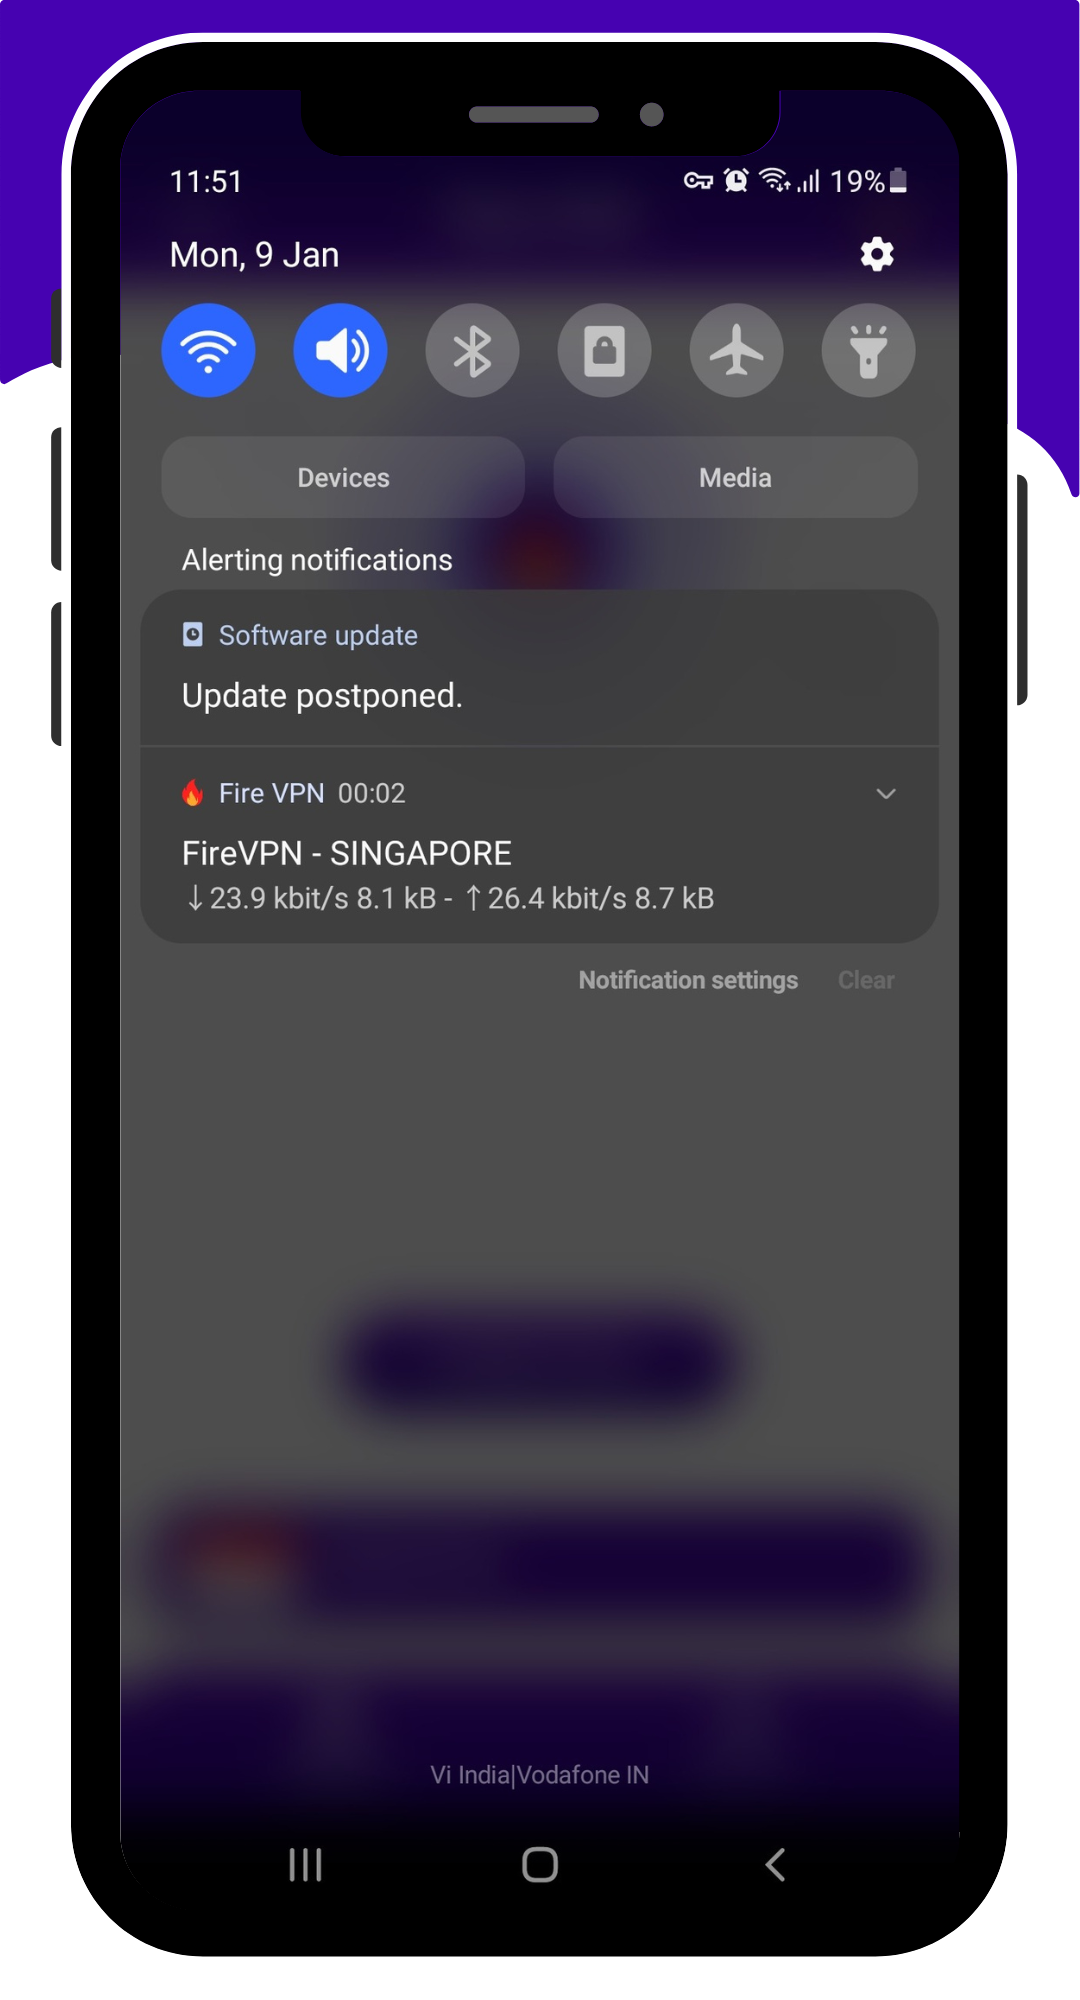 11:51 19%
Mon, 9 Jan
Devices Media
Alerting notifications
Software update
Update postponed.
Fire VPN 00:02
FireVPN - SINGAPORE
↓23.9 kbit/s 8.1 kB - ↑26.4 kbit/s 8.7 kB
Notification settings Clear
Vi India|Vodafone IN